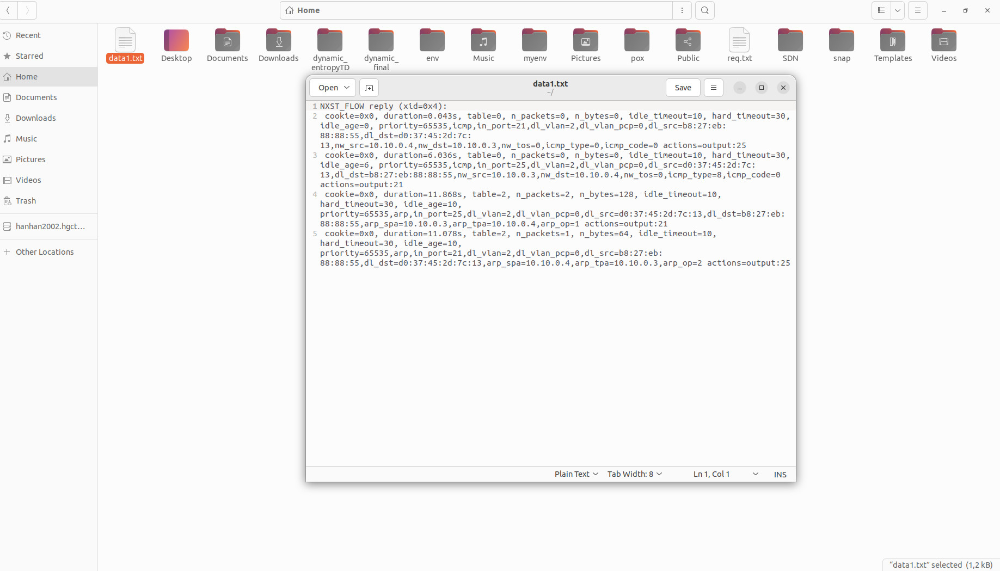 Home
Recent
Starred
Home
Documents
Downloads
Music
Pictures
Videos
Trash
hanhan2002.hgct...
Other Locations
data1.txt
Desktop
Documents
Downloads
dynamic_
entropyTD
dynamic_
final
env
Music
myenv
Pictures
pox
Public
req.txt
SDN
snap
Templates
Videos
Open
data1.txt
~/
Save
1 NXST_FLOW reply (xid=0x4):
2 cookie=0x0, duration=0.043s, table=0, n_packets=0, n_bytes=0, idle_timeout=10, hard_timeout=30,
idle_age=0, priority=65535,icmp,in_port=21,dl_vlan=2,dl_vlan_pcp=0,dl_src=b8:27:eb:
88:88:55,dl_dst=d0:37:45:2d:7c:
13,nw_src=10.10.0.4,nw_dst=10.10.0.3,nw_tos=0,icmp_type=0,icmp_code=0 actions=output:25
3 cookie=0x0, duration=6.036s, table=0, n_packets=0, n_bytes=0, idle_timeout=10, hard_timeout=30,
idle_age=6, priority=65535,icmp,in_port=25,dl_vlan=2,dl_vlan_pcp=0,dl_src=d0:37:45:2d:7c:
13,dl_dst=b8:27:eb:88:88:55,nw_src=10.10.0.3,nw_dst=10.10.0.4,nw_tos=0,icmp_type=8,icmp_code=0
actions=output:21
4 cookie=0x0, duration=11.868s, table=2, n_packets=2, n_bytes=128, idle_timeout=10,
hard_timeout=30, idle_age=10,
priority=65535,arp,in_port=25,dl_vlan=2,dl_vlan_pcp=0,dl_src=d0:37:45:2d:7c:13,dl_dst=b8:27:eb:
88:88:55,arp_spa=10.10.0.3,arp_tpa=10.10.0.4,arp_op=1 actions=output:21
5 cookie=0x0, duration=11.078s, table=2, n_packets=1, n_bytes=64, idle_timeout=10,
hard_timeout=30, idle_age=10,
priority=65535,arp,in_port=21,dl_vlan=2,dl_vlan_pcp=0,dl_src=b8:27:eb:
88:88:55,dl_dst=d0:37:45:2d:7c:13,arp_spa=10.10.0.4,arp_tpa=10.10.0.3,arp_op=2 actions=output:25
Plain Text
Tab Width: 8
Ln 1, Col 1
INS
“data1.txt” selected (1,2 kB)